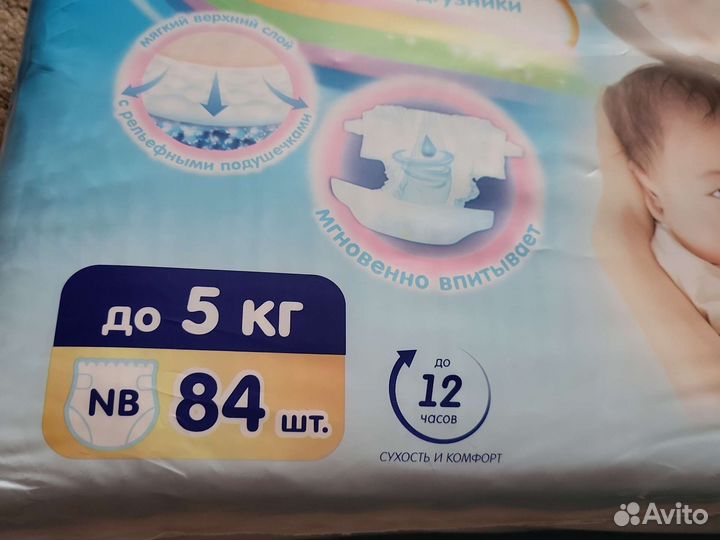 мягкий верхний слой
с рельефными подушечками
мгновенно впитывает
до 5 кг
NB 84 шт.
до
12
часов
сухость и комфорт
Avito